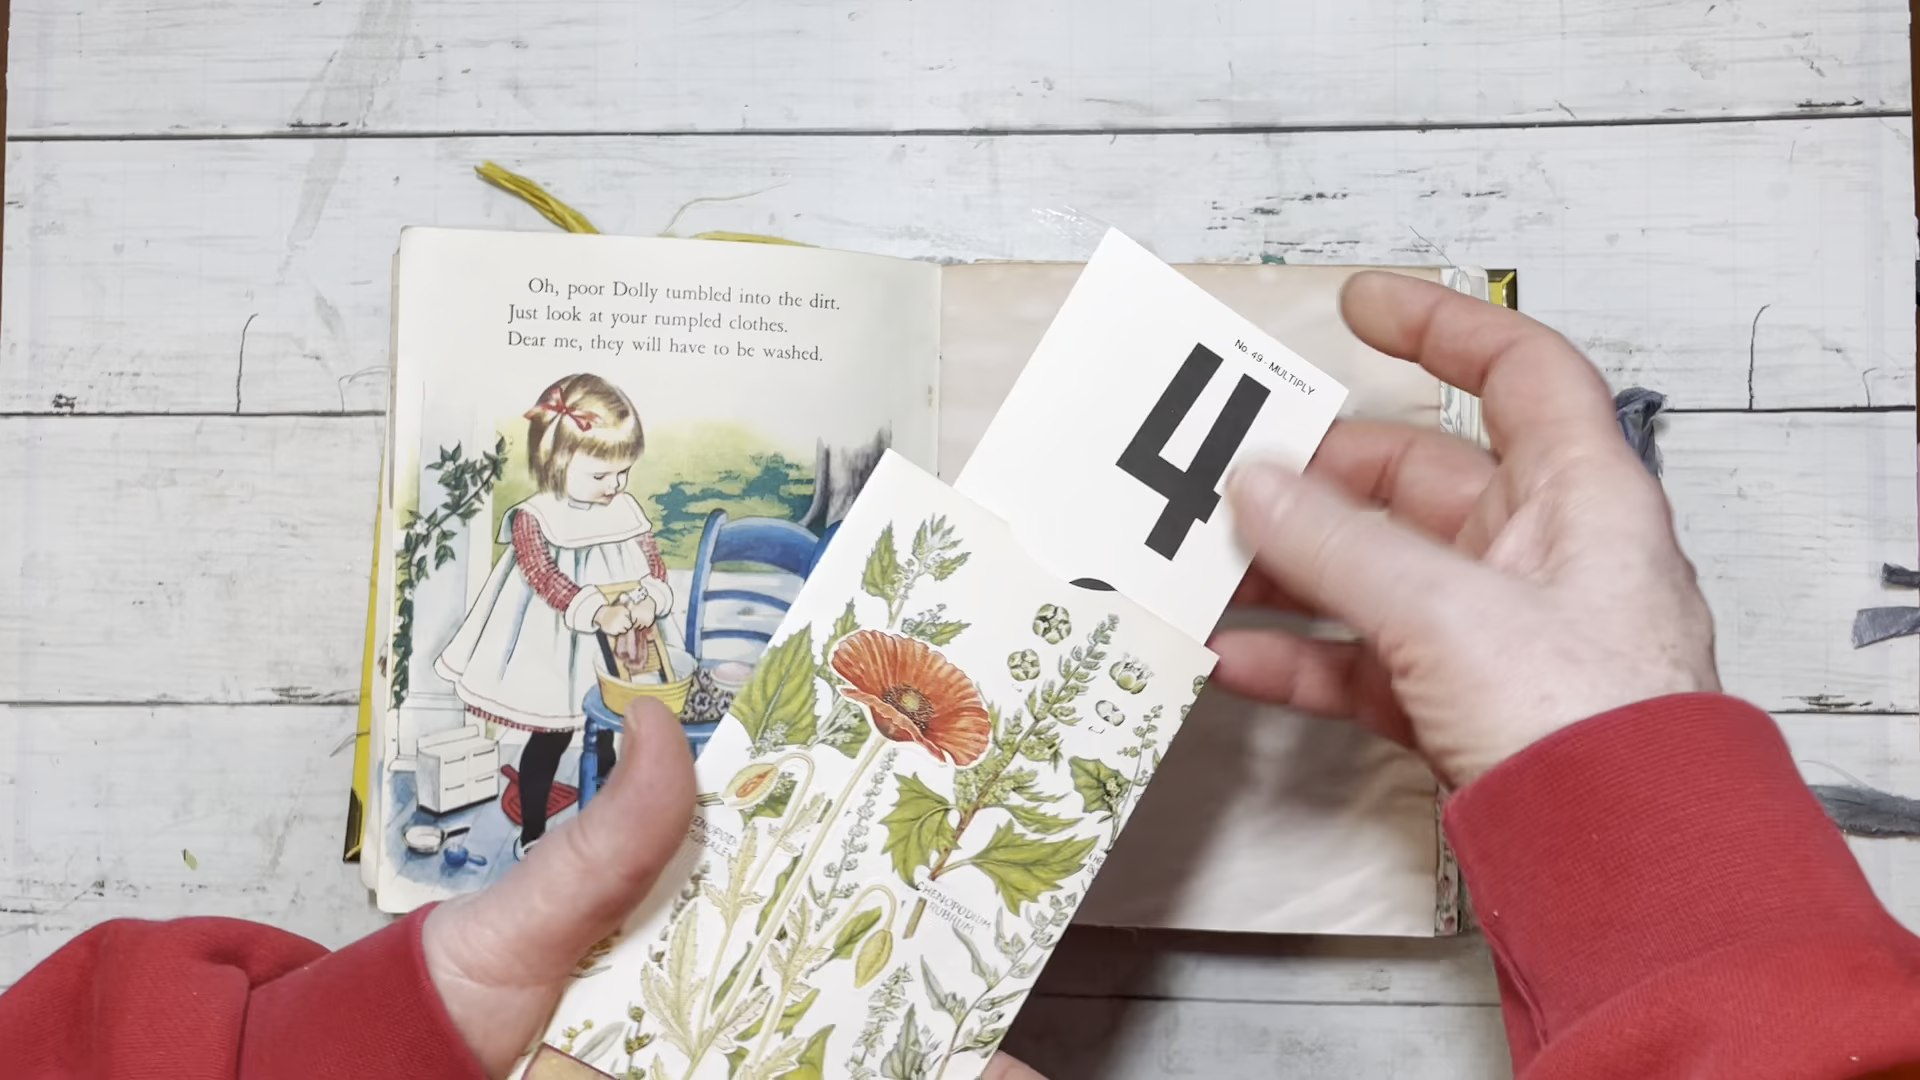 Oh, poor Dolly tumbled into the dirt.
Just look at your rumpled clothes.
Dear me, they will have to be washed.
No. 49 - MULTIPLY
4
CHENOPODIUM
RUBRUM